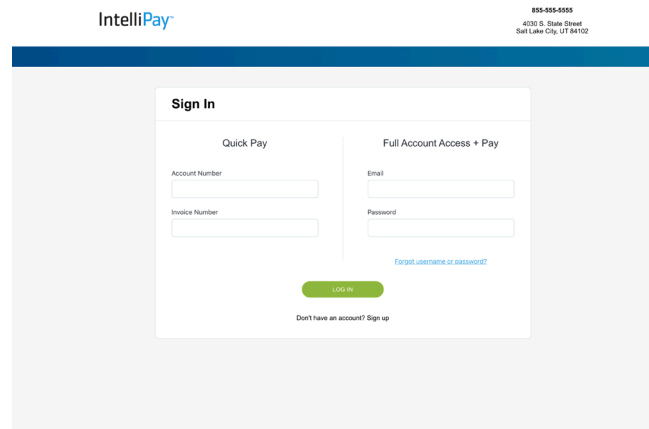 IntelliPay™
855-555-5555
4030 S. State Street
Salt Lake City, UT 84102
Sign In
Quick Pay
Account Number
Invoice Number
Full Account Access + Pay
Email
Password
Forgot username or password?
LOG IN
Don't have an account? Sign up